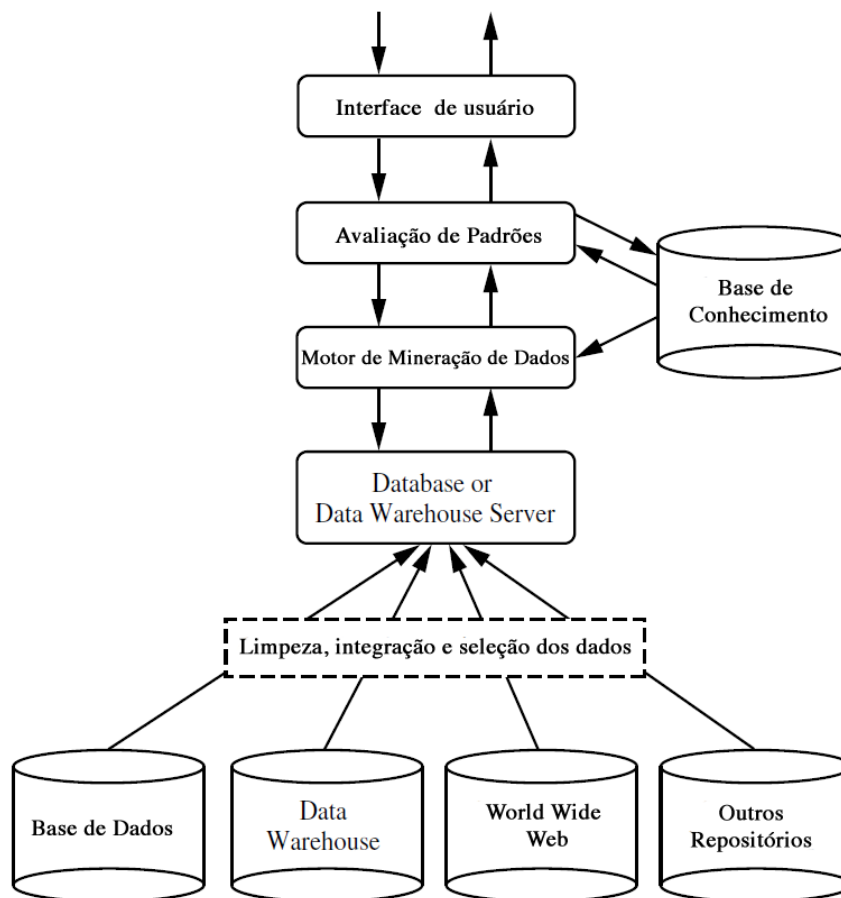 Interface de usuário
Avaliação de Padrões
Base de
Conhecimento
Motor de Mineração de Dados
Database or
Data Warehouse Server
Limpeza, integração e seleção dos dados
Base de Dados
Data
Warehouse
World Wide
Web
Outros
Repositórios